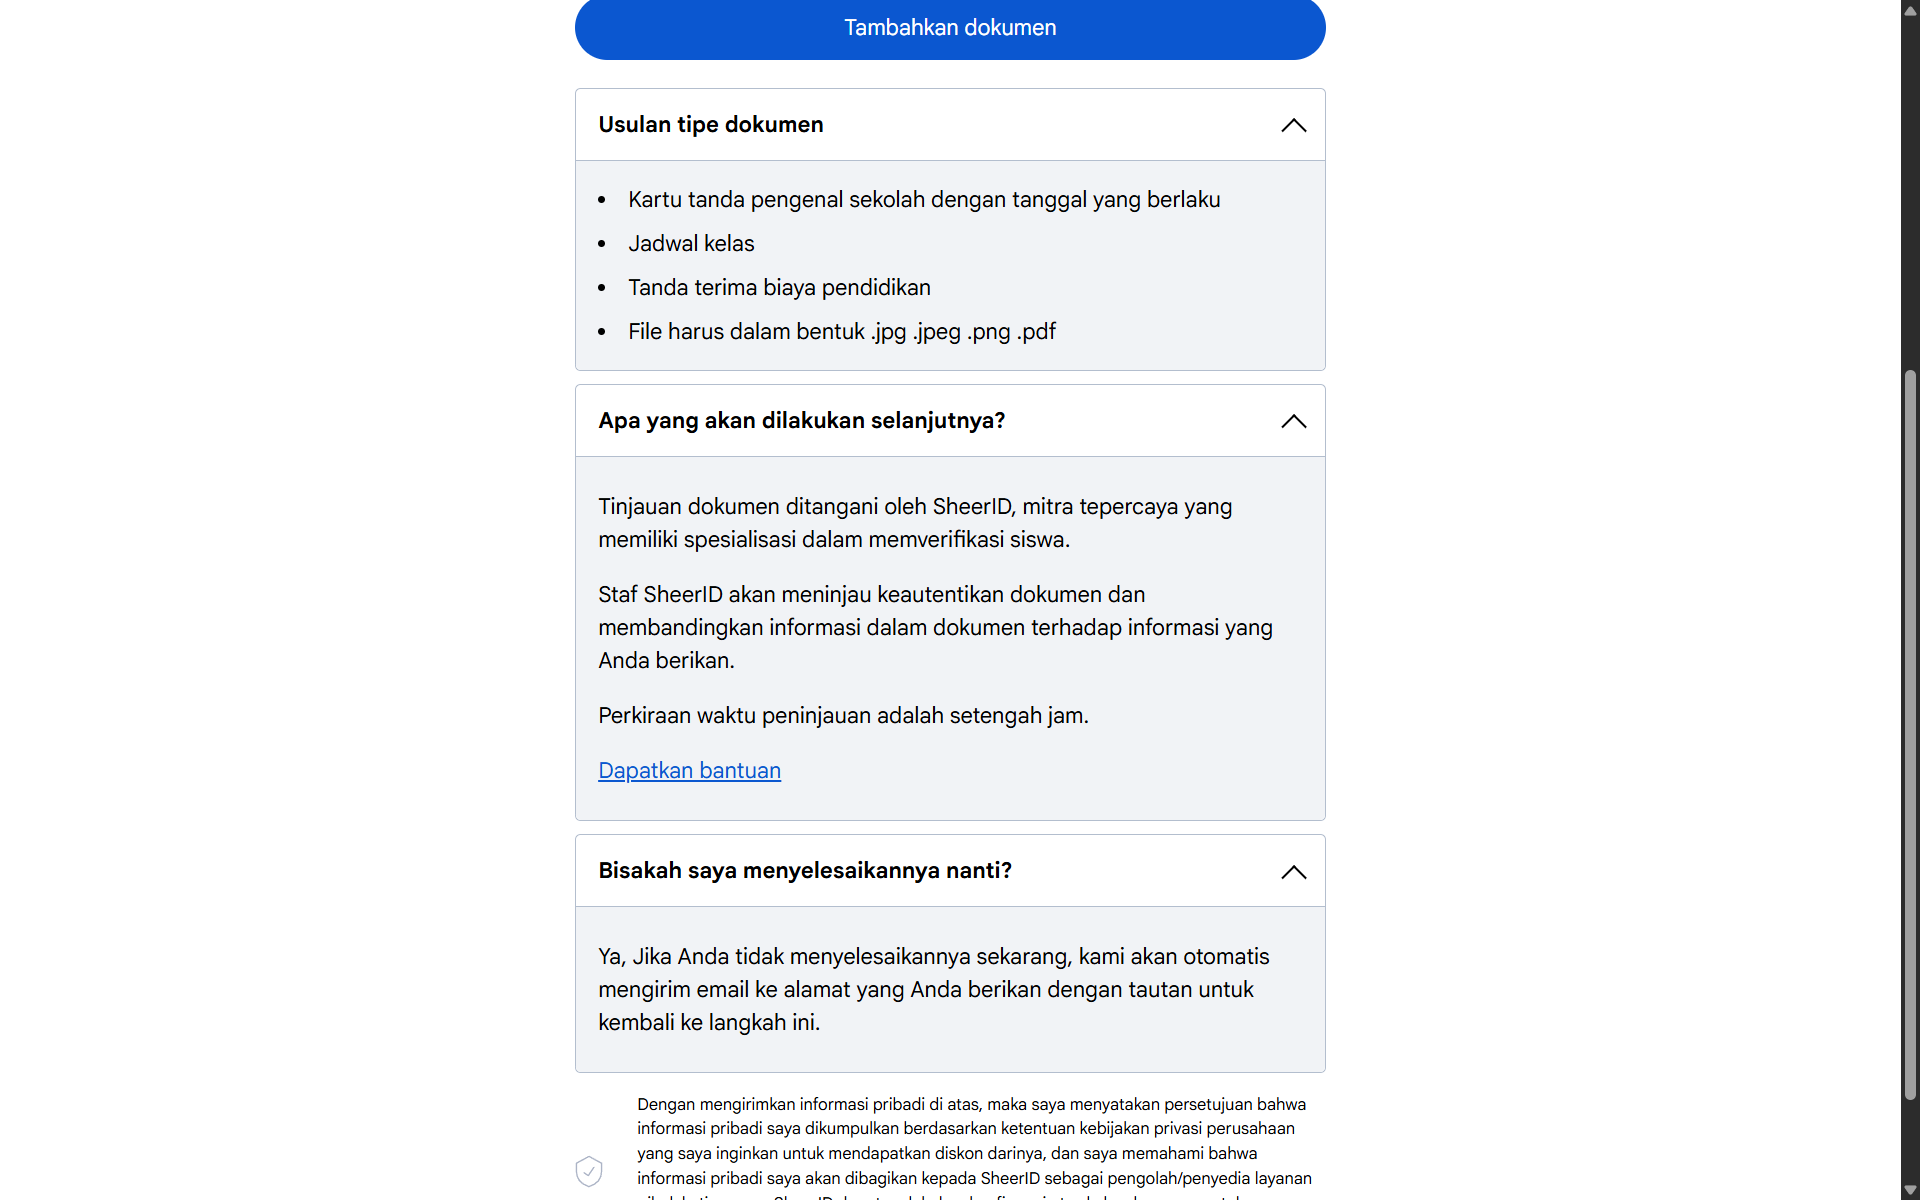 Tambahkan dokumen
Usulan tipe dokumen
• Kartu tanda pengenal sekolah dengan tanggal yang berlaku
• Jadwal kelas
• Tanda terima biaya pendidikan
• File harus dalam bentuk .jpg .jpeg .png .pdf
Apa yang akan dilakukan selanjutnya?
Tinjauan dokumen ditangani oleh SheerID, mitra tepercaya yang
memiliki spesialisasi dalam memverifikasi siswa.
Staf SheerID akan meninjau keautentikan dokumen dan
membandingkan informasi dalam dokumen terhadap informasi yang
Anda berikan.
Perkiraan waktu peninjauan adalah setengah jam.
Dapatkan bantuan
Bisakah saya menyelesaikannya nanti?
Ya, Jika Anda tidak menyelesaikannya sekarang, kami akan otomatis
mengirim email ke alamat yang Anda berikan dengan tautan untuk
kembali ke langkah ini.
Dengan mengirimkan informasi pribadi di atas, maka saya menyatakan persetujuan bahwa
informasi pribadi saya dikumpulkan berdasarkan ketentuan kebijakan privasi perusahaan
yang saya inginkan untuk mendapatkan diskon darinya, dan saya memahami bahwa
informasi pribadi saya akan dibagikan kepada SheerID sebagai pengolah/penyedia layanan